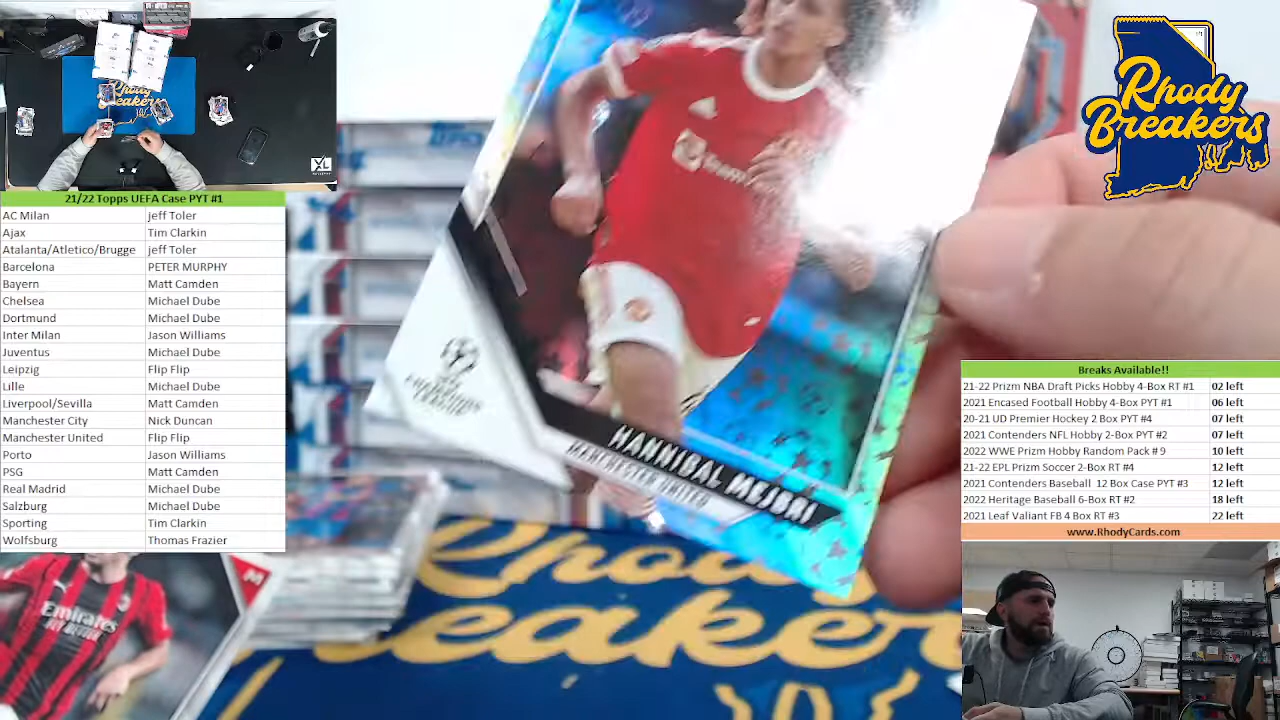 Rhody
Breakers
21/22 Topps UEFA Case PYT #1
AC Milan jeff Toler
Ajax Tim Clarkin
Atalanta/Atletico/Brugge jeff Toler
Barcelona PETER MURPHY
Bayern Matt Camden
Chelsea Michael Dube
Dortmund Michael Dube
Inter Milan Jason Williams
Juventus Michael Dube
Leipzig Flip Flip
Lille Michael Dube
Liverpool/Sevilla Matt Camden
Manchester City Nick Duncan
Manchester United Flip Flip
Porto Jason Williams
PSG Matt Camden
Real Madrid Michael Dube
Salzburg Michael Dube
Sporting Tim Clarkin
Wolfsburg Thomas Frazier
CHAMPIONS
LEAGUE
HANNIBAL MEJBRI
MANCHESTER UNITED
Rhody
Breakers
Breaks Available!!
21-22 Prizm NBA Draft Picks Hobby 4-Box RT #1 02 left
2021 Encased Football Hobby 4-Box PYT #1 06 left
20-21 UD Premier Hockey 2 Box PYT #4 07 left
2021 Contenders NFL Hobby 2-Box PYT #2 07 left
2022 WWE Prizm Hobby Random Pack # 9 10 left
21-22 EPL Prizm Soccer 2-Box RT #4 12 left
2021 Contenders Baseball 12 Box Case PYT #3 12 left
2022 Heritage Baseball 6-Box RT #2 18 left
2021 Leaf Valiant FB 4 Box RT #3 22 left
www.RhodyCards.com
Emirates
Rhody
Breaker